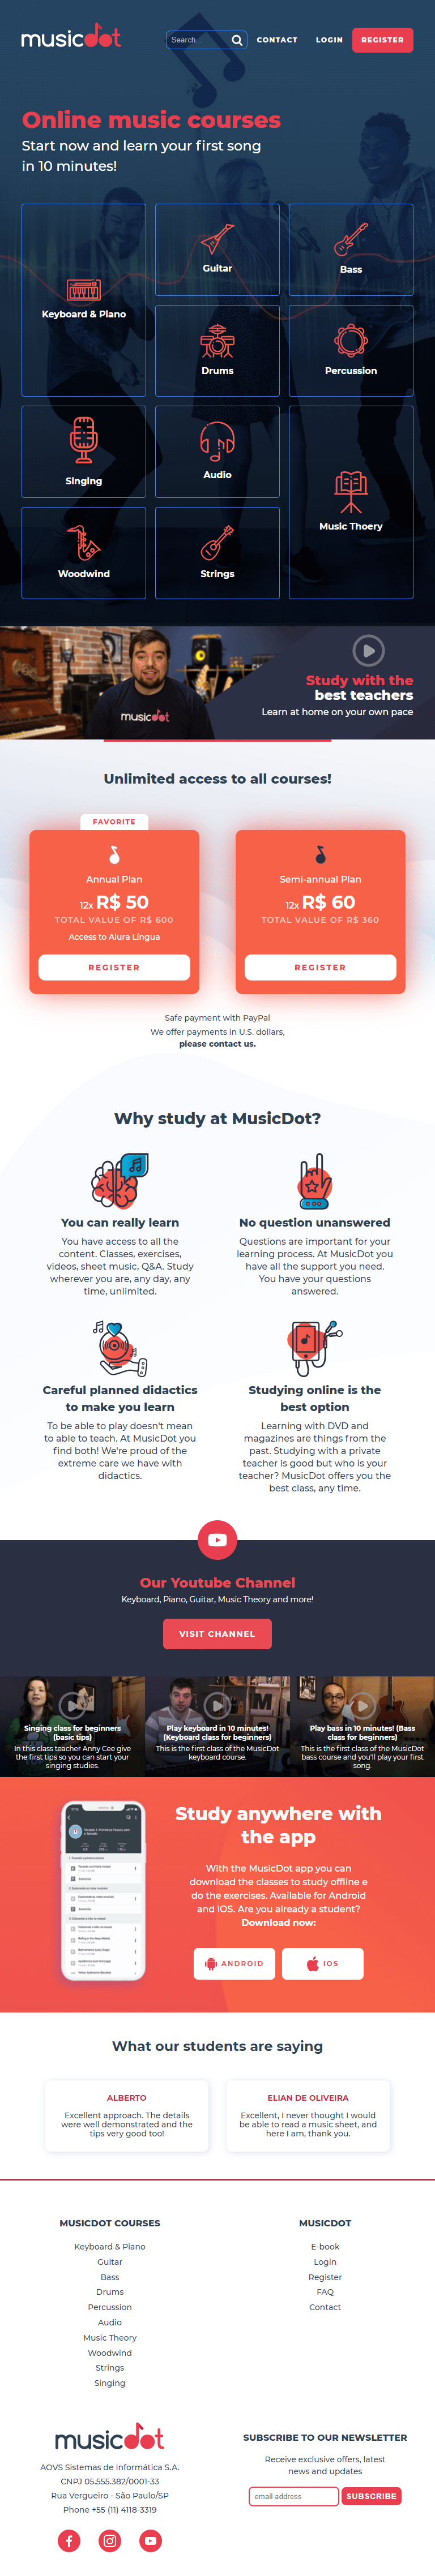 musicdot
Search...
CONTACT
LOGIN
REGISTER
Online music courses
Start now and learn your first song
in 10 minutes!
Keyboard & Piano
Guitar
Bass
Drums
Percussion
Singing
Audio
Music Thoery
Woodwind
Strings
musicdot
Study with the
best teachers
Learn at home on your own pace
Unlimited access to all courses!
FAVORITE
Annual Plan
12x R$ 50
TOTAL VALUE OF R$ 600
Access to Alura Língua
REGISTER
Semi-annual Plan
12x R$ 60
TOTAL VALUE OF R$ 360
REGISTER
Safe payment with PayPal
We offer payments in U.S. dollars,
please contact us.
Why study at MusicDot?
You can really learn
You have access to all the
content. Classes, exercises,
videos, sheet music, Q&A. Study
wherever you are, any day, any
time, unlimited.
No question unanswered
Questions are important for your
learning process. At MusicDot you
have all the support you need.
You have your questions
answered.
Careful planned didactics
to make you learn
To be able to play doesn't mean
to able to teach. At MusicDot you
find both! We're proud of the
extreme care we have with
didactics.
Studying online is the
best option
Learning with DVD and
magazines are things from the
past. Studying with a private
teacher is good but who is your
teacher? MusicDot offers you the
best class, any time.
Our Youtube Channel
Keyboard, Piano, Guitar, Music Theory and more!
VISIT CHANNEL
Singing class for beginners
(basic tips)
In this class teacher Anny Cee give
the first tips so you can start your
singing studies.
Play keyboard in 10 minutes!
(Keyboard class for beginners)
This is the first class of the MusicDot
keyboard course.
Play bass in 10 minutes! (Bass
class for beginners)
This is the first class of the MusicDot
bass course and you'll play your first
song.
Study anywhere with
the app
With the MusicDot app you can
download the classes to study offline e
do the exercises. Available for Android
and iOS. Are you already a student?
Download now:
ANDROID
IOS
What our students are saying
ALBERTO
Excellent approach. The details
were well demonstrated and the
tips very good too!
ELIAN DE OLIVEIRA
Excellent, I never thought I would
be able to read a music sheet, and
here I am, thank you.
MUSICDOT COURSES
Keyboard & Piano
Guitar
Bass
Drums
Percussion
Audio
Music Theory
Woodwind
Strings
Singing
MUSICDOT
E-book
Login
Register
FAQ
Contact
musicdot
AOVS Sistemas de Informática S.A.
CNPJ 05.555.382/0001-33
Rua Vergueiro - São Paulo/SP
Phone +55 (11) 4118-3319
SUBSCRIBE TO OUR NEWSLETTER
Receive exclusive offers, latest
news and updates
email address
SUBSCRIBE